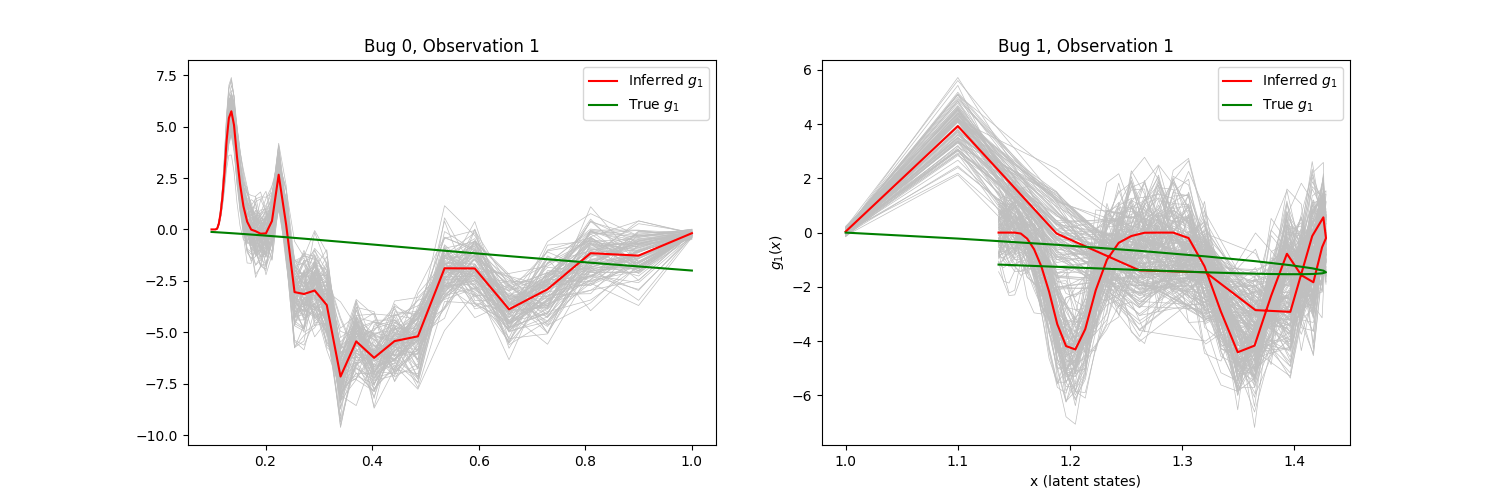 Bug 0, Observation 1
7.5
5.0
2.5
0.0
−2.5
−5.0
−7.5
−10.0
0.2 0.4 0.6 0.8 1.0
Inferred g₁
True g₁
Bug 1, Observation 1
g₁(x)
6
4
2
0
−2
−4
−6
1.0 1.1 1.2 1.3 1.4
x (latent states)
Inferred g₁
True g₁